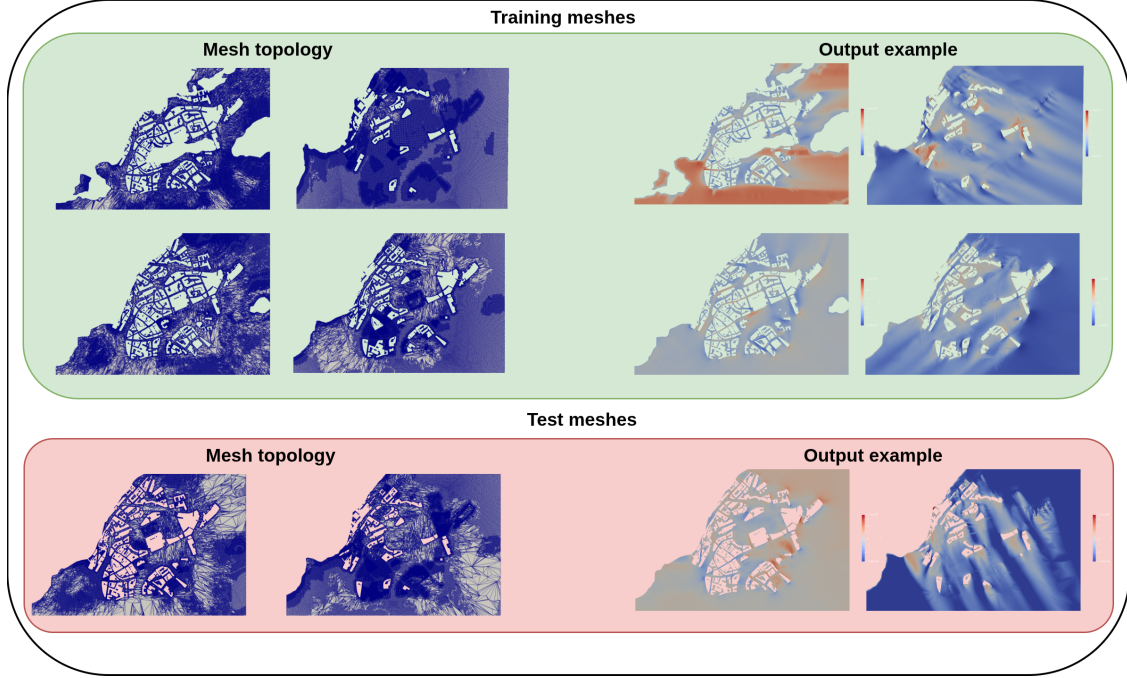 Training meshes
Mesh topology
Output example
Test meshes
Mesh topology
Output example